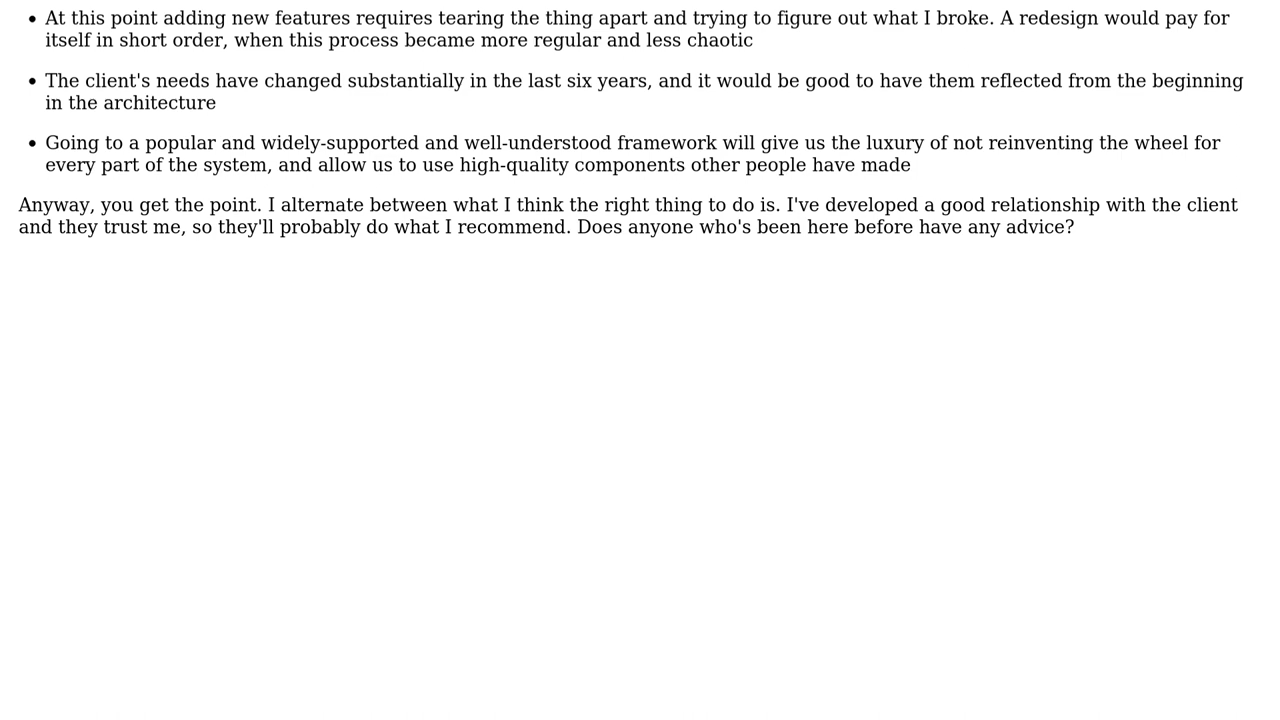 • At this point adding new features requires tearing the thing apart and trying to figure out what I broke. A redesign would pay for
itself in short order, when this process became more regular and less chaotic
• The client's needs have changed substantially in the last six years, and it would be good to have them reflected from the beginning
in the architecture
• Going to a popular and widely-supported and well-understood framework will give us the luxury of not reinventing the wheel for
every part of the system, and allow us to use high-quality components other people have made
Anyway, you get the point. I alternate between what I think the right thing to do is. I've developed a good relationship with the client
and they trust me, so they'll probably do what I recommend. Does anyone who's been here before have any advice?